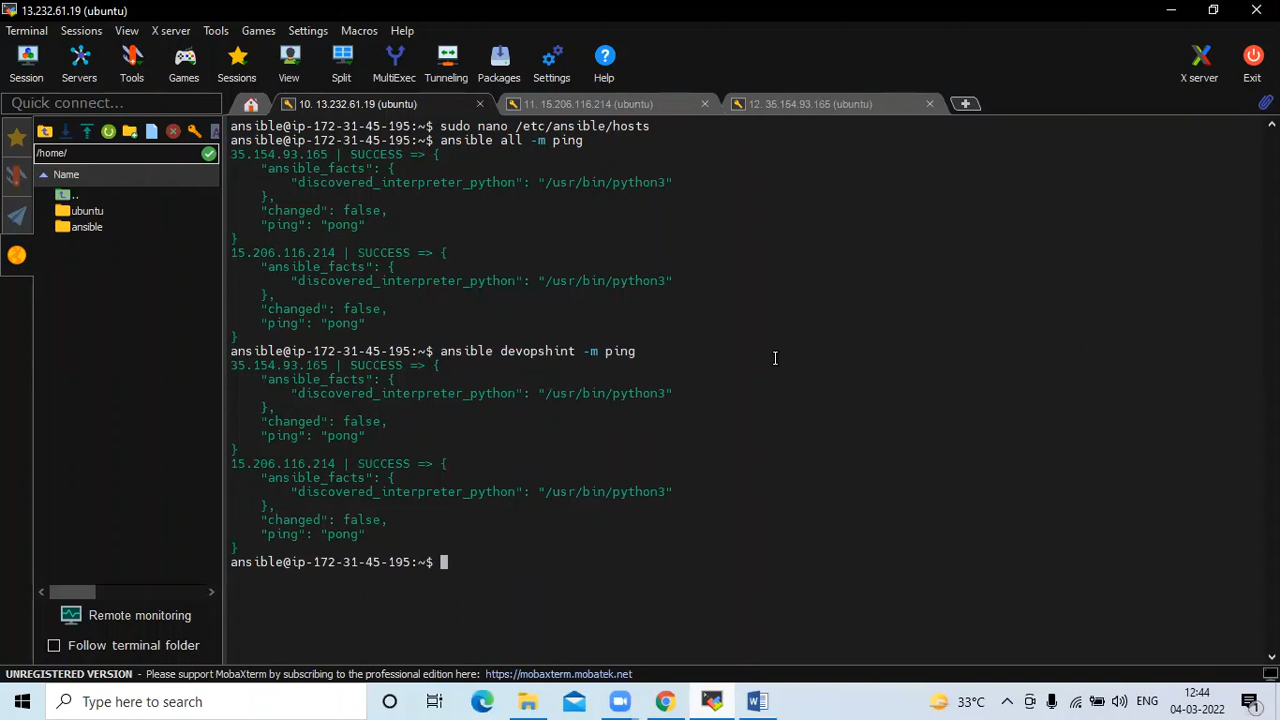 13.232.61.19 (ubuntu)
Terminal Sessions View X server Tools Games Settings Macros Help
Session Servers Tools Games Sessions View Split MultiExec Tunneling Packages Settings Help X server Exit
Quick connect...
10. 13.232.61.19 (ubuntu)
11. 15.206.116.214 (ubuntu)
12. 35.154.93.165 (ubuntu)
/home/
Name
..
ubuntu
ansible
ansible@ip-172-31-45-195:~$ sudo nano /etc/ansible/hosts
ansible@ip-172-31-45-195:~$ ansible all -m ping
35.154.93.165 | SUCCESS => {
"ansible_facts": {
"discovered_interpreter_python": "/usr/bin/python3"
},
"changed": false,
"ping": "pong"
}
15.206.116.214 | SUCCESS => {
"ansible_facts": {
"discovered_interpreter_python": "/usr/bin/python3"
},
"changed": false,
"ping": "pong"
}
ansible@ip-172-31-45-195:~$ ansible devopshint -m ping
35.154.93.165 | SUCCESS => {
"ansible_facts": {
"discovered_interpreter_python": "/usr/bin/python3"
},
"changed": false,
"ping": "pong"
}
15.206.116.214 | SUCCESS => {
"ansible_facts": {
"discovered_interpreter_python": "/usr/bin/python3"
},
"changed": false,
"ping": "pong"
}
ansible@ip-172-31-45-195:~$
Remote monitoring
Follow terminal folder
UNREGISTERED VERSION - Please support MobaXterm by subscribing to the professional edition here: https://mobaxterm.mobatek.net
Type here to search
33°C
ENG
12:44
04-03-2022